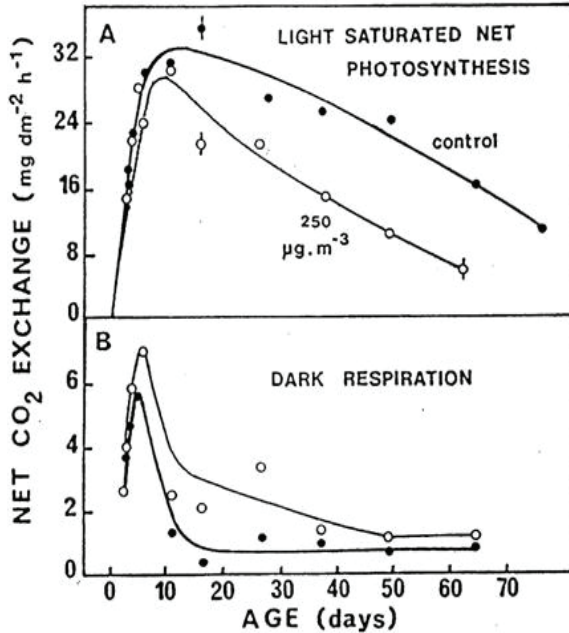 A
LIGHT SATURATED NET
PHOTOSYNTHESIS
control
250
µg.m⁻³
32
24
16
8
0
B
DARK RESPIRATION
6
4
2
0
0 10 20 30 40 50 60 70
AGE (days)
NET CO₂ EXCHANGE (mg dm⁻² h⁻¹)